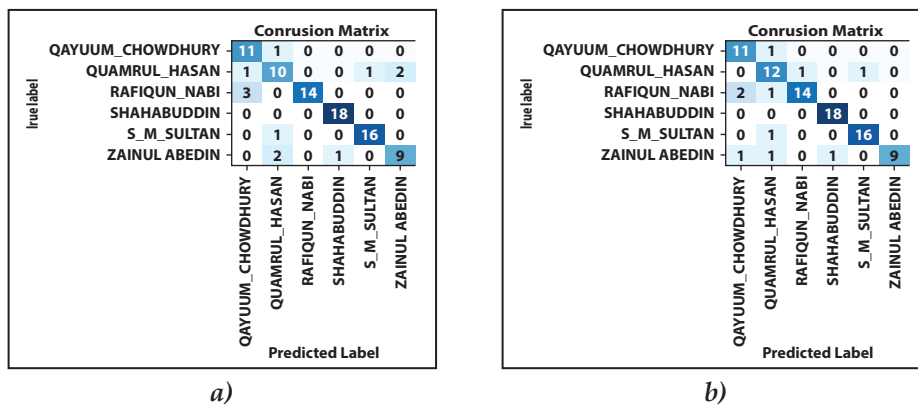 Conrusion Matrix
True label
QAYUUM_CHOWDHURY 11 1 0 0 0 0
QUAMRUL_HASAN 1 10 0 0 1 2
RAFIQUN_NABI 3 0 14 0 0 0
SHAHABUDDIN 0 0 0 18 0 0
S_M_SULTAN 0 1 0 0 16 0
ZAINUL ABEDIN 0 2 0 1 0 9
QAYUUM_CHOWDHURY
QUAMRUL_HASAN
RAFIQUN_NABI
SHAHABUDDIN
S_M_SULTAN
ZAINUL ABEDIN
Predicted Label
a)
Conrusion Matrix
True label
QAYUUM_CHOWDHURY 11 1 0 0 0 0
QUAMRUL_HASAN 0 12 1 0 1 0
RAFIQUN_NABI 2 1 14 0 0 0
SHAHABUDDIN 0 0 0 18 0 0
S_M_SULTAN 0 1 0 0 16 0
ZAINUL ABEDIN 1 1 0 1 0 9
QAYUUM_CHOWDHURY
QUAMRUL_HASAN
RAFIQUN_NABI
SHAHABUDDIN
S_M_SULTAN
ZAINUL ABEDIN
Predicted Label
b)